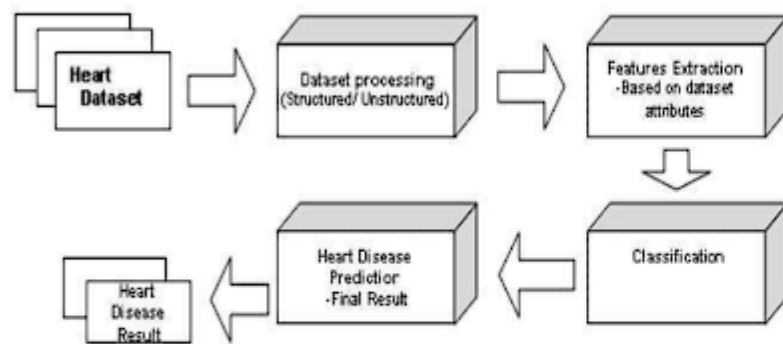 Heart
Dataset
Dataset processing
(Structured/ Unstructured)
Features Extraction
-Based on dataset
attributes
Classification
Heart Disease
Prediction
-Final Result
Heart
Disease
Result